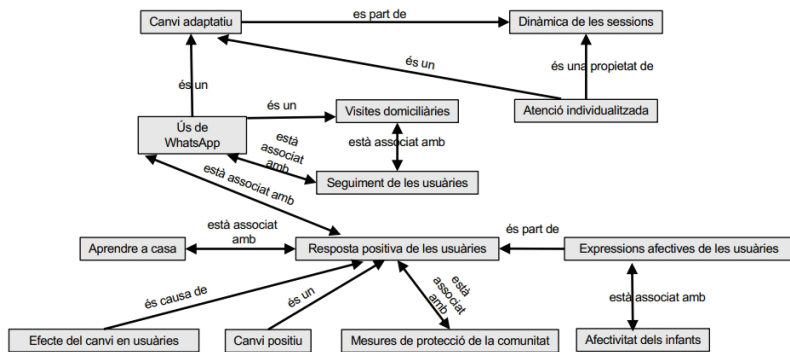 Canvi adaptatiu
es part de
Dinàmica de les sessions
és un
és una propietat de
és un
Visites domiciliàries
Atenció individualitzada
és un
Ús de
WhatsApp
està
associat
amb
està associat amb
Seguiment de les usuàries
està associat amb
Aprendre a casa
està associat
amb
Resposta positiva de les usuàries
és part de
Expressions afectives de les usuàries
és causa de
és un
està
associat
amb
està associat amb
Efecte del canvi en usuàries
Canvi positiu
Mesures de protecció de la comunitat
Afectivitat dels infants